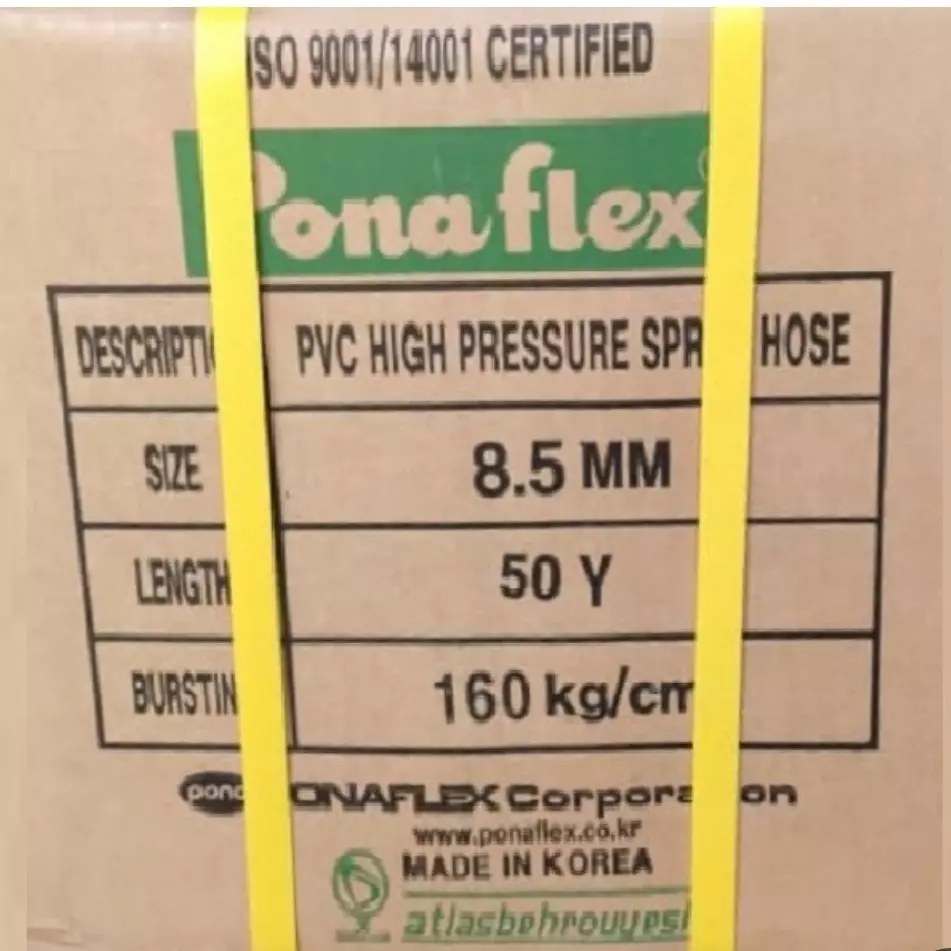 ISO 9001/14001 CERTIFIED
Ponaflex
DESCRIPTI PVC HIGH PRESSURE SPR HOSE
SIZE 8.5 MM
LENGTH 50 Y
BURSTIN 160 kg/cm
pona ONAFLEX Corpora on
www.ponaflex.co.kr
MADE IN KOREA
atlasbehrouyesh